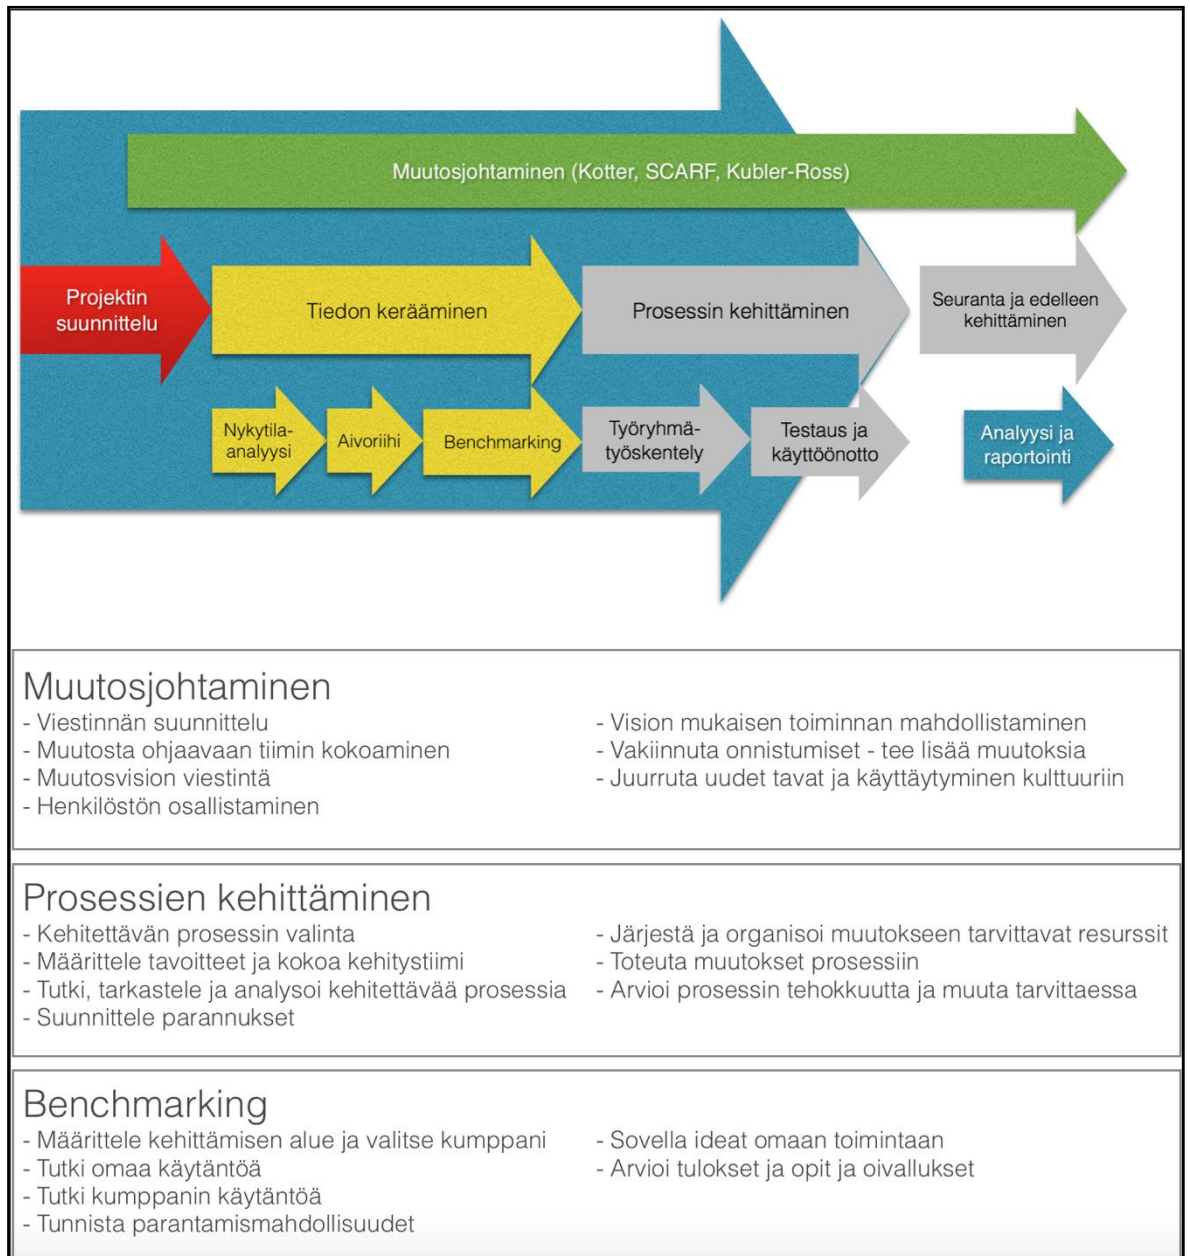 Muutosjohtaminen (Kotter, SCARF, Kubler-Ross)
Projektin
suunnittelu
Tiedon kerääminen
Prosessin kehittäminen
Seuranta ja edelleen
kehittäminen
Nykytila-
analyysi
Aivoriihi
Benchmarking
Työryhmä-
työskentely
Testaus ja
käyttöönotto
Analyysi ja
raportointi
Muutosjohtaminen
- Viestinnän suunnittelu
- Muutosta ohjaavaan tiimin kokoaminen
- Muutosvision viestintä
- Henkilöstön osallistaminen
- Vision mukaisen toiminnan mahdollistaminen
- Vakiinnuta onnistumiset - tee lisää muutoksia
- Juurruta uudet tavat ja käyttäytyminen kulttuuriin
Prosessien kehittäminen
- Kehitettävän prosessin valinta
- Määrittele tavoitteet ja kokoa kehitystiimi
- Tutki, tarkastele ja analysoi kehitettävää prosessia
- Suunnittele parannukset
- Järjestä ja organisoi muutokseen tarvittavat resurssit
- Toteuta muutokset prosessiin
- Arvioi prosessin tehokkuutta ja muuta tarvittaessa
Benchmarking
- Määrittele kehittämisen alue ja valitse kumppani
- Tutki omaa käytäntöä
- Tutki kumppanin käytäntöä
- Tunnista parantamismahdollisuudet
- Sovella ideat omaan toimintaan
- Arvioi tulokset ja opit ja oivallukset